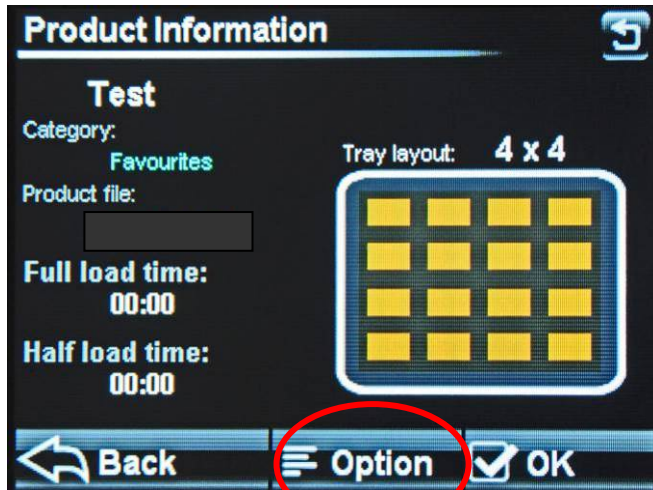 Product Information
Test
Category:
Favourites
Product file:
Full load time:
00:00
Half load time:
00:00
Tray layout: 4 x 4
Back
Option
OK